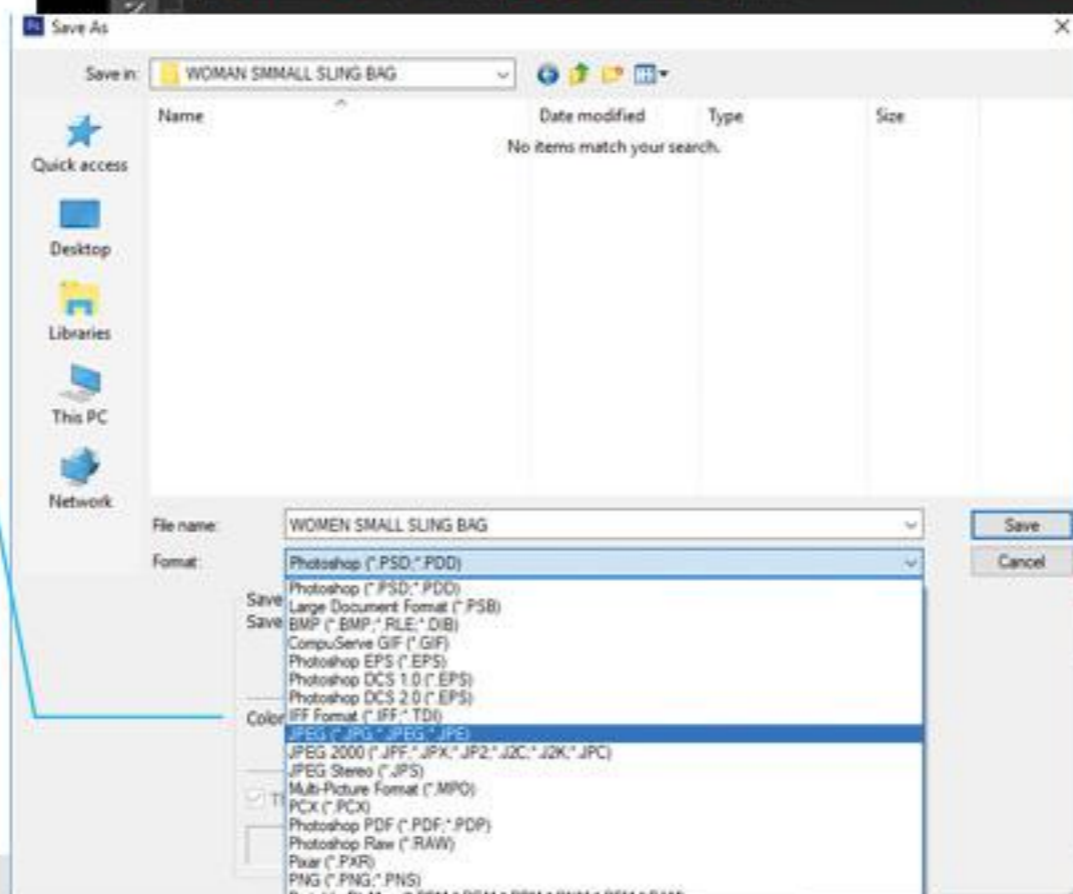 Ps Save As
Save in: WOMAN SMMALL SLING BAG
Name Date modified Type Size
No items match your search.
Quick access
Desktop
Libraries
This PC
Network
File name: WOMEN SMALL SLING BAG Save
Format: Photoshop (*.PSD;*.PDD) Cancel
Photoshop (*.PSD;*.PDD)
Save Large Document Format (*.PSB)
Save BMP (*.BMP;*.RLE;*.DIB)
CompuServe GIF (*.GIF)
Photoshop EPS (*.EPS)
Photoshop DCS 1.0 (*.EPS)
Photoshop DCS 2.0 (*.EPS)
Color IFF Format (*.IFF;*.TDI)
JPEG (*.JPG;*.JPEG;*.JPE)
JPEG 2000 (*.JPF;*.JPX;*.JP2;*.J2C;*.J2K;*.JPC)
JPEG Stereo (*.JPS)
Multi-Picture Format (*.MPO)
PCX (*.PCX)
Photoshop PDF (*.PDF;*.PDP)
Photoshop Raw (*.RAW)
Pixar (*.PXR)
PNG (*.PNG;*.PNS)